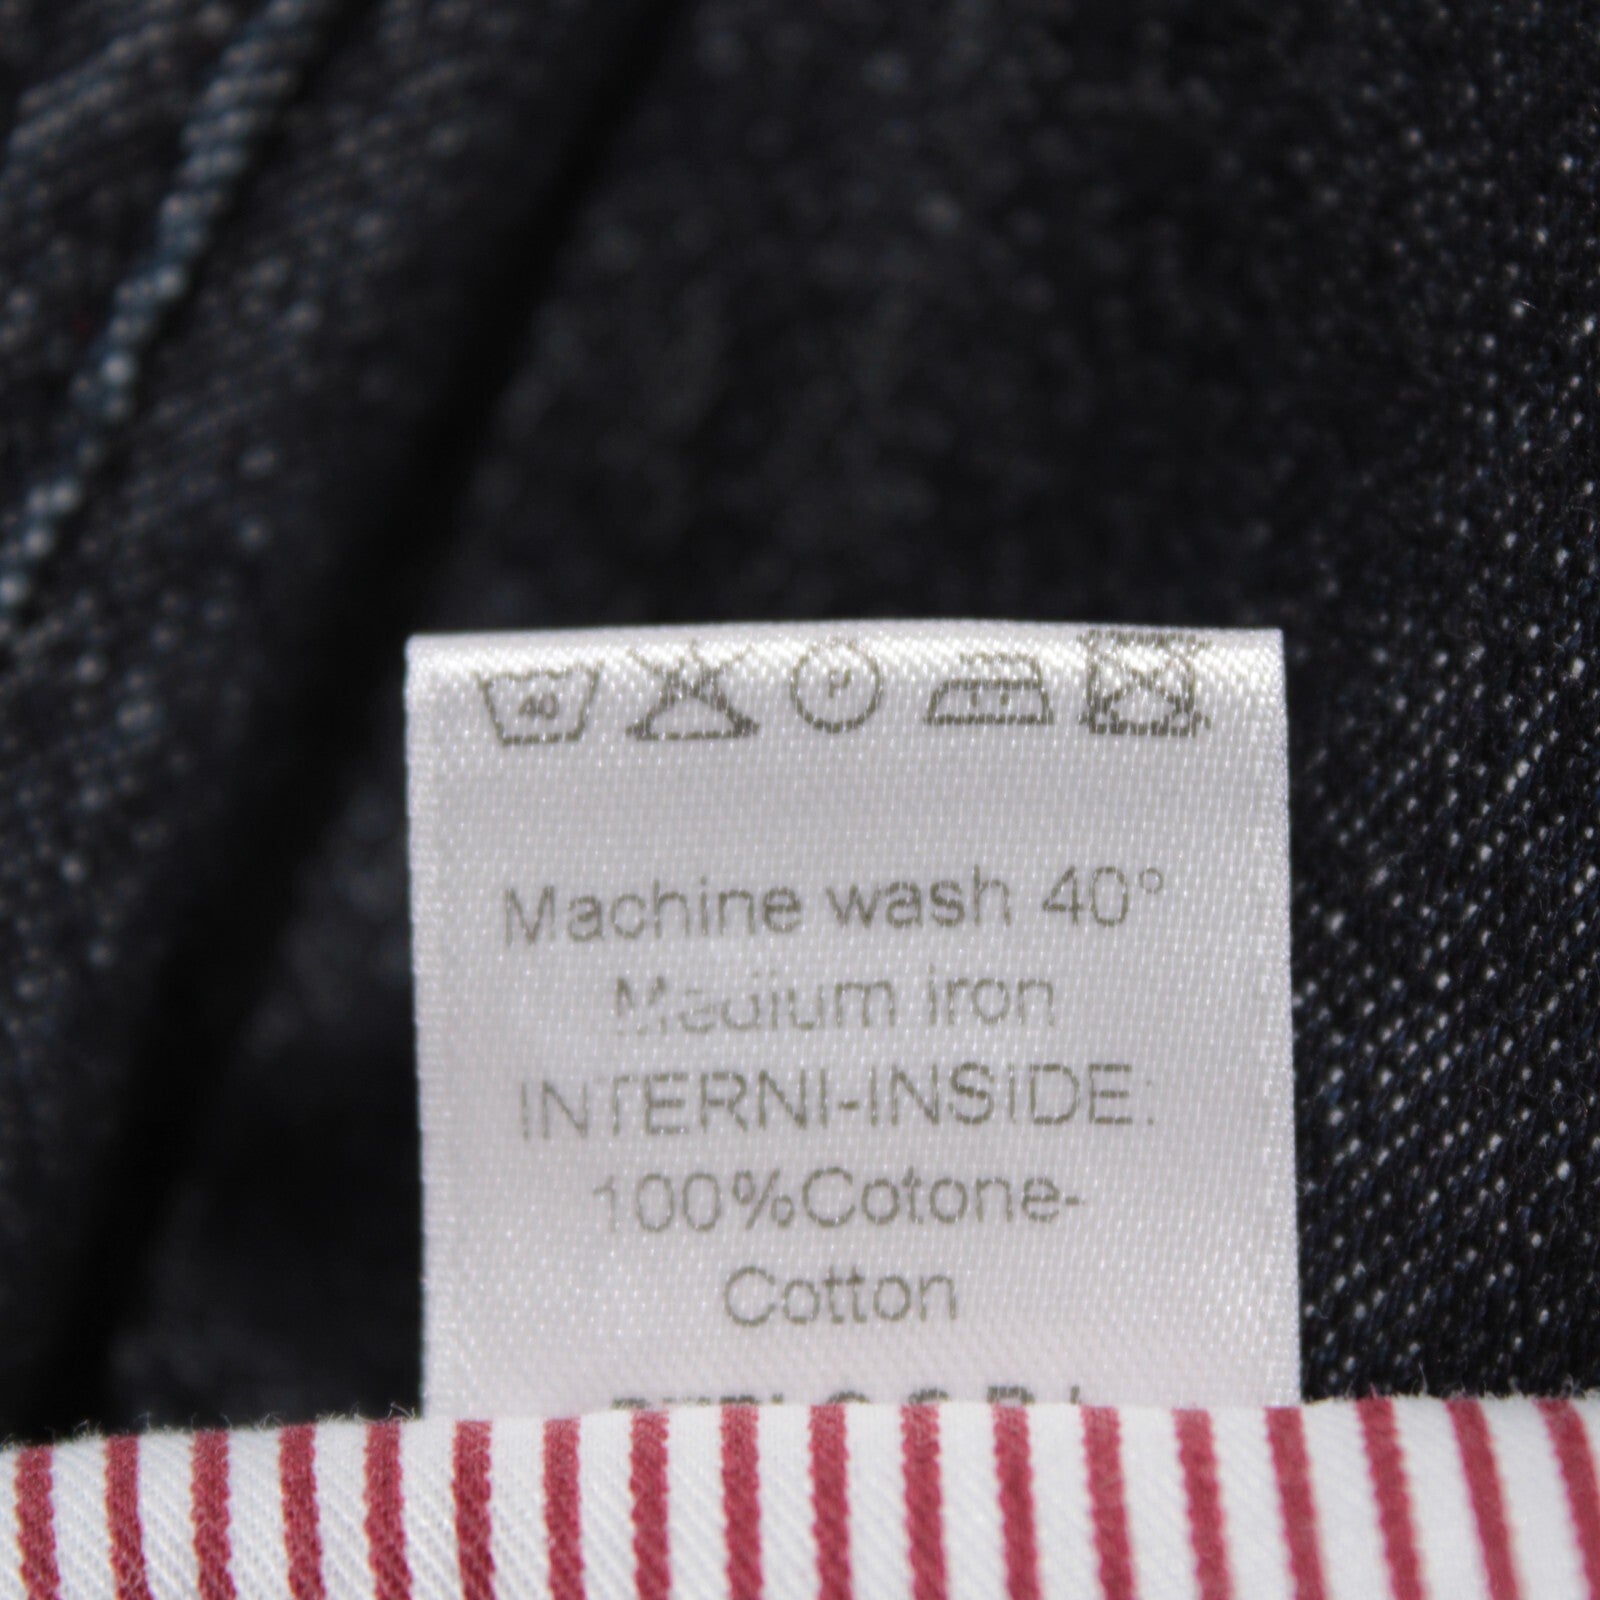 40 P
Machine wash 40°
Medium iron
INTERNI-INSIDE:
100%Cotone-
Cotton